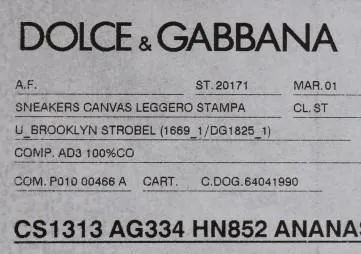 DOLCE & GABBANA
A.F. ST. 20171 MAR. 01
SNEAKERS CANVAS LEGGERO STAMPA CL. ST
U_BROOKLYN STROBEL (1669_1/DG1825_1)
COMP. AD3 100%CO
COM. P010 00466 A CART. C.DOG.64041990
CS1313 AG334 HN852 ANANAS